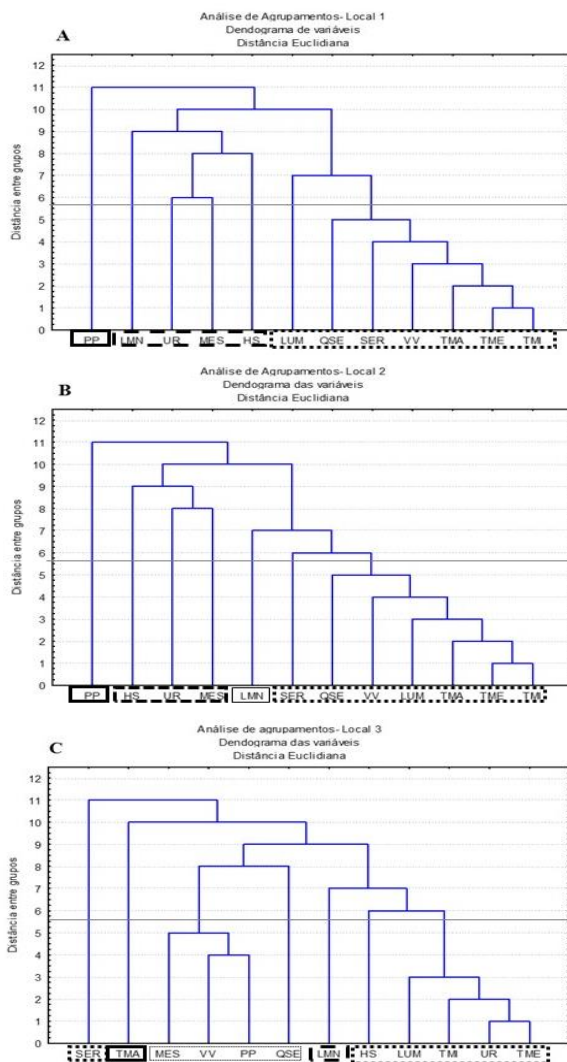 A
Análise de Agrupamentos- Local 1
Dendograma de variáveis
Distância Euclidiana
Distância entre grupos
12
11
10
9
8
7
6
5
4
3
2
1
0
PP LMN UR MES HS LUM QSE SER VV TMA TME TMI
B
Análise de Agrupamentos- Local 2
Dendograma das variáveis
Distância Euclidiana
Distância entre grupos
12
11
10
9
8
7
6
5
4
3
2
1
0
PP HS UR MES LMN SER QSE VV LUM TMA TME TMI
C
Análise de agrupamentos- Local 3
Dendograma das variáveis
Distância Euclidiana
Distância entre grupos
12
11
10
9
8
7
6
5
4
3
2
1
0
SER TMA MES VV PP QSE LMN HS LUM TMI UR TME